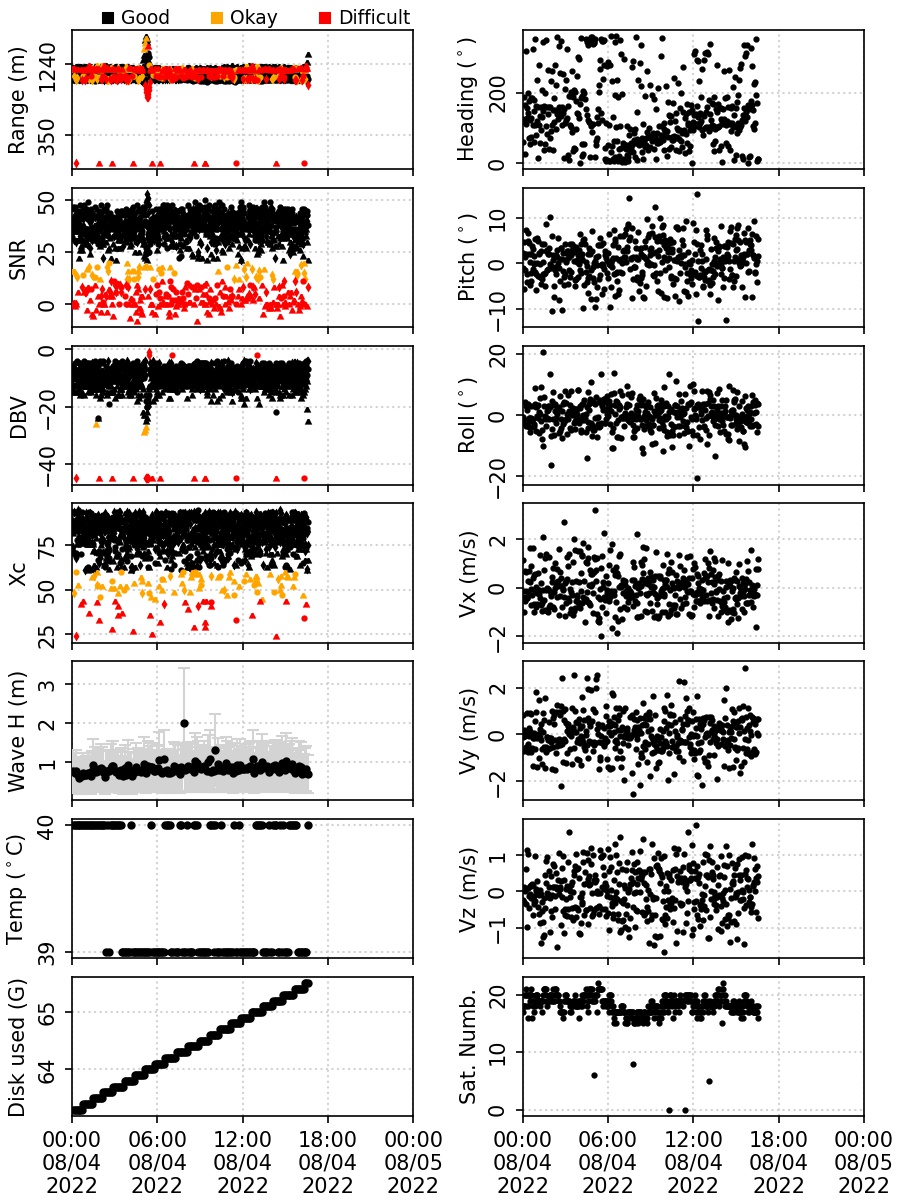 Good Okay Difficult
Range (m)
1240
350
Heading (°)
200
0
SNR
50
25
0
Pitch (°)
10
0
−10
DBV
0
−20
−40
Roll (°)
20
0
−20
Xc
75
50
25
Vx (m/s)
2
0
−2
Wave H (m)
3
2
1
Vy (m/s)
2
0
−2
Temp (°C)
40
39
Vz (m/s)
1
0
−1
Disk used (G)
65
64
Sat. Numb.
20
10
0
00:00 06:00 12:00 18:00 00:00
08/04 08/04 08/04 08/04 08/05
2022 2022 2022 2022 2022
00:00 06:00 12:00 18:00 00:00
08/04 08/04 08/04 08/04 08/05
2022 2022 2022 2022 2022